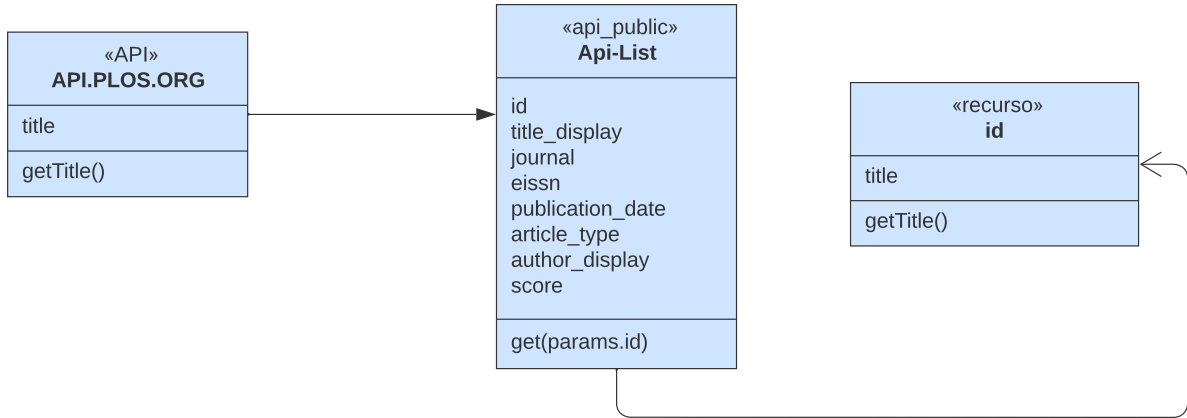 «API»
API.PLOS.ORG
title
getTitle()
«api_public»
Api-List
id
title_display
journal
eissn
publication_date
article_type
author_display
score
get(params.id)
«recurso»
id
title
getTitle()